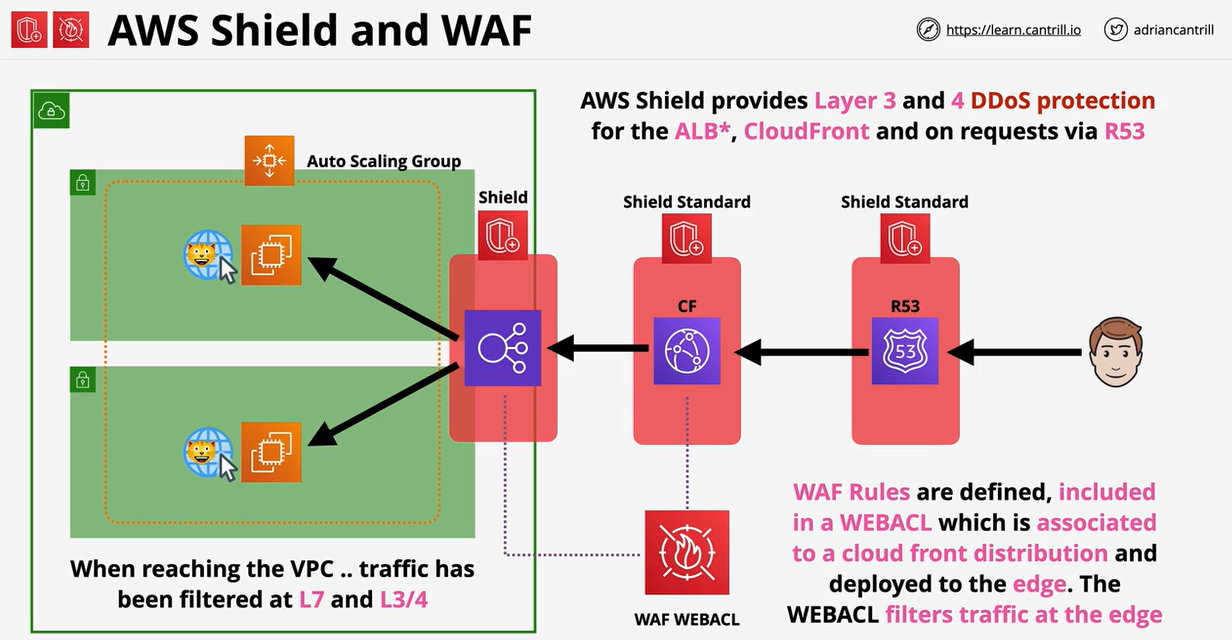 AWS Shield and WAF
https://learn.cantrill.io
adriancantrill
AWS Shield provides Layer 3 and 4 DDoS protection
for the ALB*, CloudFront and on requests via R53
Auto Scaling Group
Shield
Shield Standard
Shield Standard
CF
R53
53
WAF Rules are defined, included
in a WEBACL which is associated
to a cloud front distribution and
deployed to the edge. The
WEBACL filters traffic at the edge
When reaching the VPC .. traffic has
been filtered at L7 and L3/4
WAF WEBACL